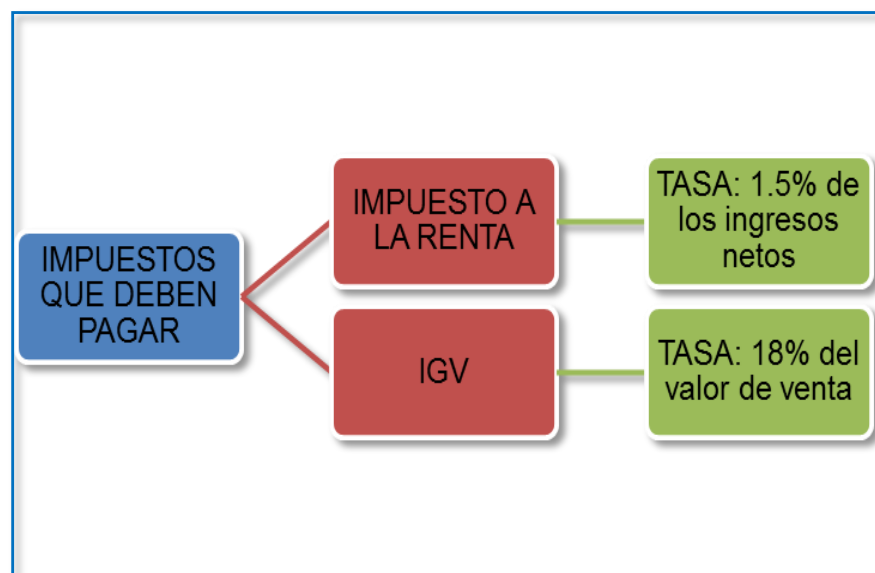 IMPUESTOS
QUE DEBEN
PAGAR
IMPUESTO A
LA RENTA
TASA: 1.5% de
los ingresos
netos
IGV
TASA: 18% del
valor de venta